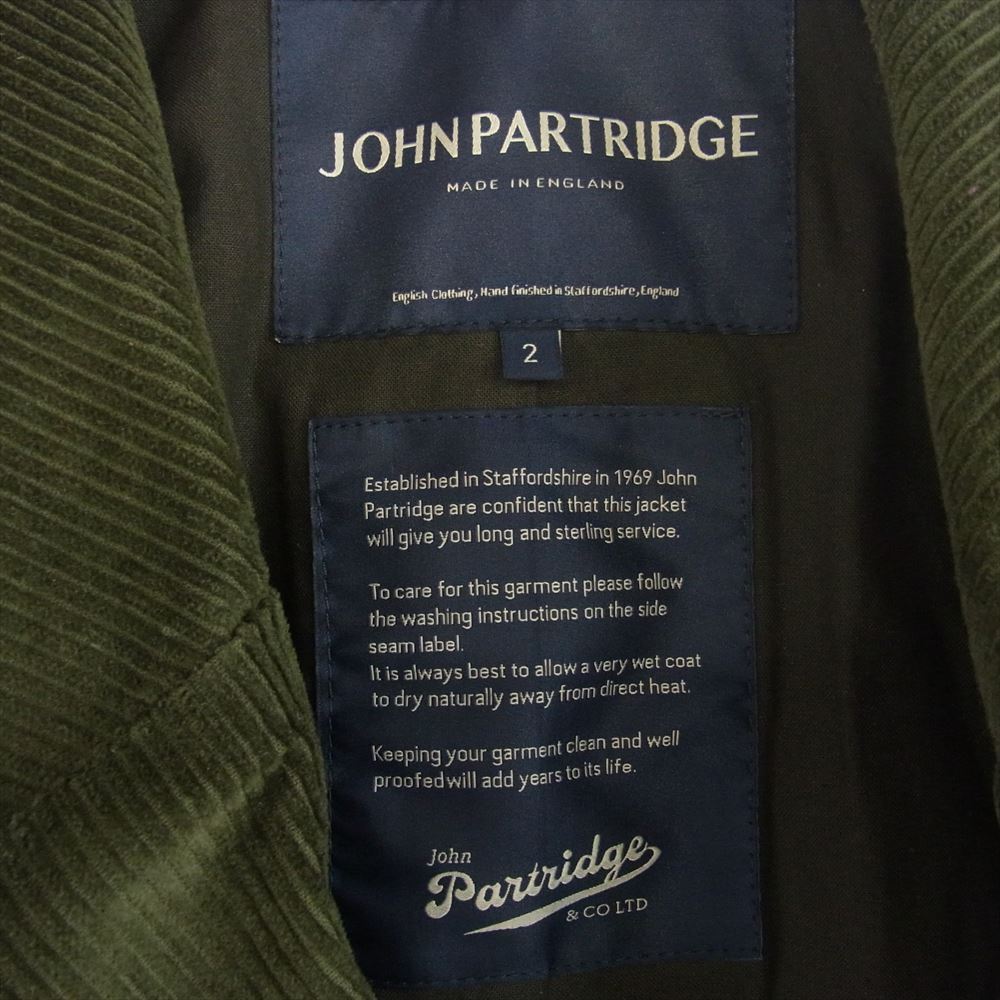 JOHN PARTRIDGE
MADE IN ENGLAND
English Clothing, Hand finished in Staffordshire, England
2
Established in Staffordshire in 1969 John
Partridge are confident that this jacket
will give you long and sterling service.
To care for this garment please follow
the washing instructions on the side
seam label.
It is always best to allow a very wet coat
to dry naturally away from direct heat.
Keeping your garment clean and well
proofed will add years to its life.
John
Partridge
& CO LTD